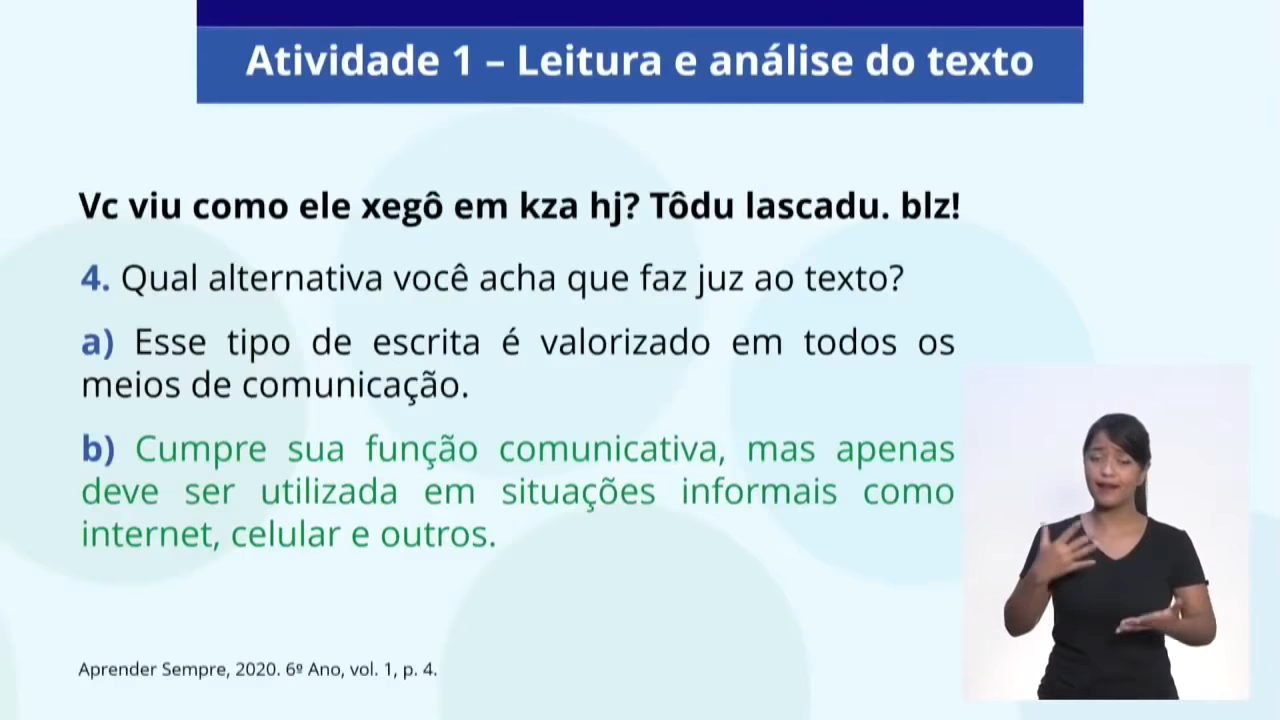 Atividade 1 – Leitura e análise do texto
Vc viu como ele xegô em kza hj? Tôdu lascadu. blz!
4. Qual alternativa você acha que faz juz ao texto?
a) Esse tipo de escrita é valorizado em todos os
meios de comunicação.
b) Cumpre sua função comunicativa, mas apenas
deve ser utilizada em situações informais como
internet, celular e outros.
Aprender Sempre, 2020. 6º Ano, vol. 1, p. 4.